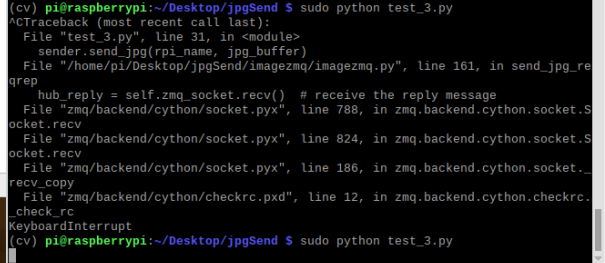 (cv) pi@raspberrypi:~/Desktop/jpgSend $ sudo python test_3.py
^CTraceback (most recent call last):
  File "test_3.py", line 31, in <module>
    sender.send_jpg(rpi_name, jpg_buffer)
  File "/home/pi/Desktop/jpgSend/imagezmq/imagezmq.py", line 161, in send_jpg_re
qrep
    hub_reply = self.zmq_socket.recv()  # receive the reply message
  File "zmq/backend/cython/socket.pyx", line 788, in zmq.backend.cython.socket.S
ocket.recv
  File "zmq/backend/cython/socket.pyx", line 824, in zmq.backend.cython.socket.S
ocket.recv
  File "zmq/backend/cython/socket.pyx", line 186, in zmq.backend.cython.socket._
recv_copy
  File "zmq/backend/cython/checkrc.pxd", line 12, in zmq.backend.cython.checkrc.
_check_rc
KeyboardInterrupt
(cv) pi@raspberrypi:~/Desktop/jpgSend $ sudo python test_3.py